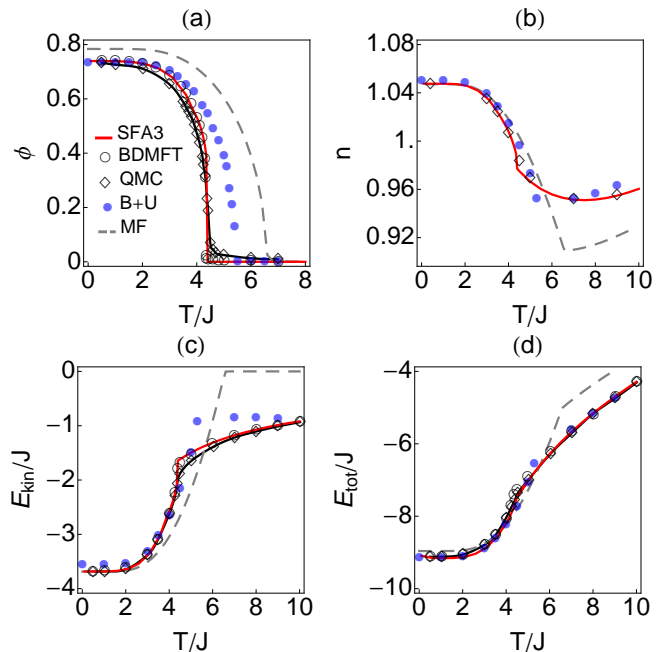 (a)
0.8
0.6
0.4
0.2
0
ϕ
SFA3
BDMFT
QMC
B+U
MF
0 2 4 6 8
T/J
(b)
1.08
1.04
1.
0.96
0.92
n
0 2 4 6 8 10
T/J
(c)
0
−1
−2
−3
−4
E_kin/J
0 2 4 6 8 10
T/J
(d)
−4
−6
−8
−10
E_tot/J
0 2 4 6 8 10
T/J